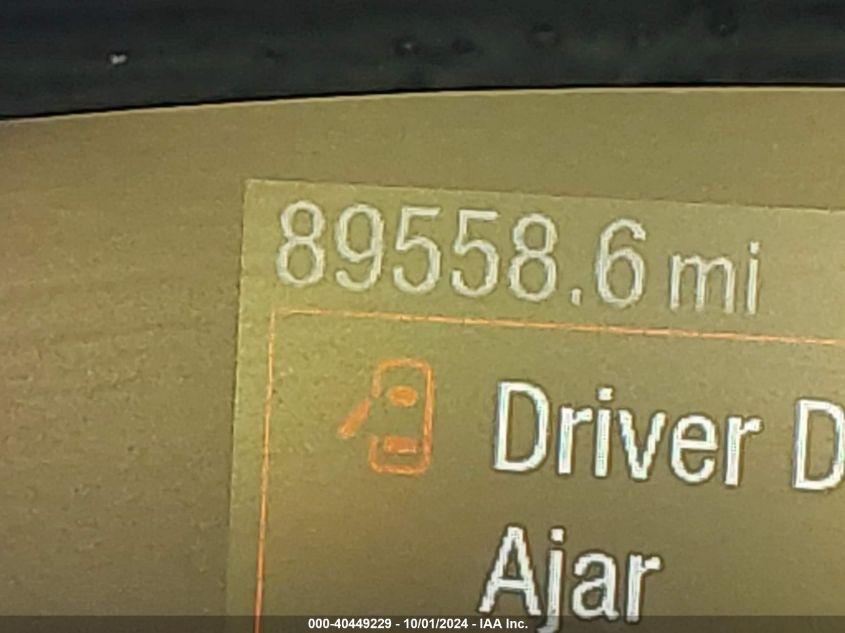 89558.6 mi
Driver D
Ajar
000-40449229 - 10/01/2024 - IAA Inc.